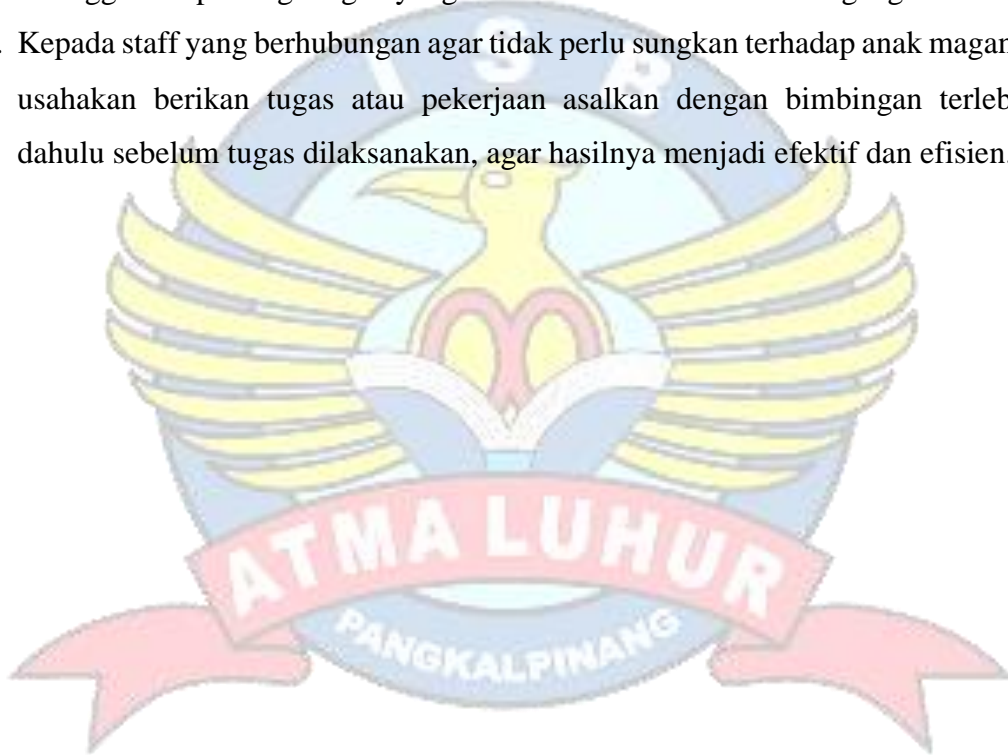 . Kepada staff yang berhubungan agar tidak perlu sungkan terhadap anak magan
usahakan berikan tugas atau pekerjaan asalkan dengan bimbingan terleb
dahulu sebelum tugas dilaksanakan, agar hasilnya menjadi efektif dan efisien.
I S B
ATMA LUHUR
PANGKALPINANG